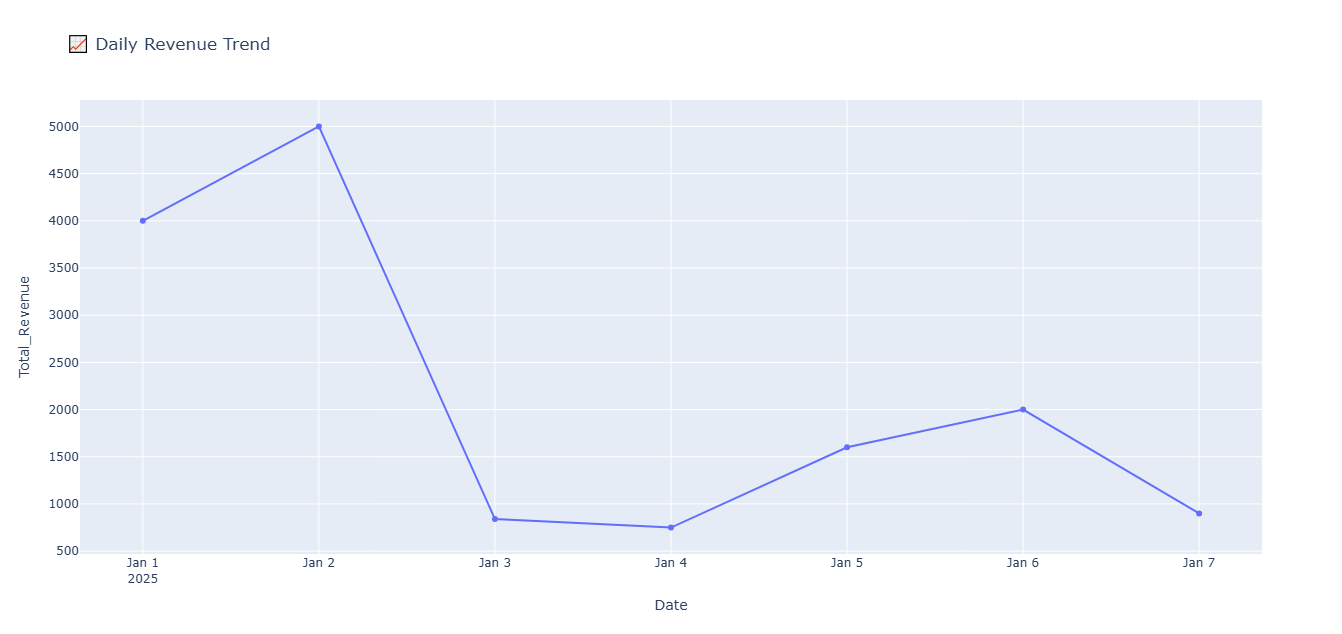 📈 Daily Revenue Trend
5000
4500
4000
3500
3000
2500
2000
1500
1000
500
Total_Revenue
Jan 1
2025
Jan 2
Jan 3
Jan 4
Jan 5
Jan 6
Jan 7
Date